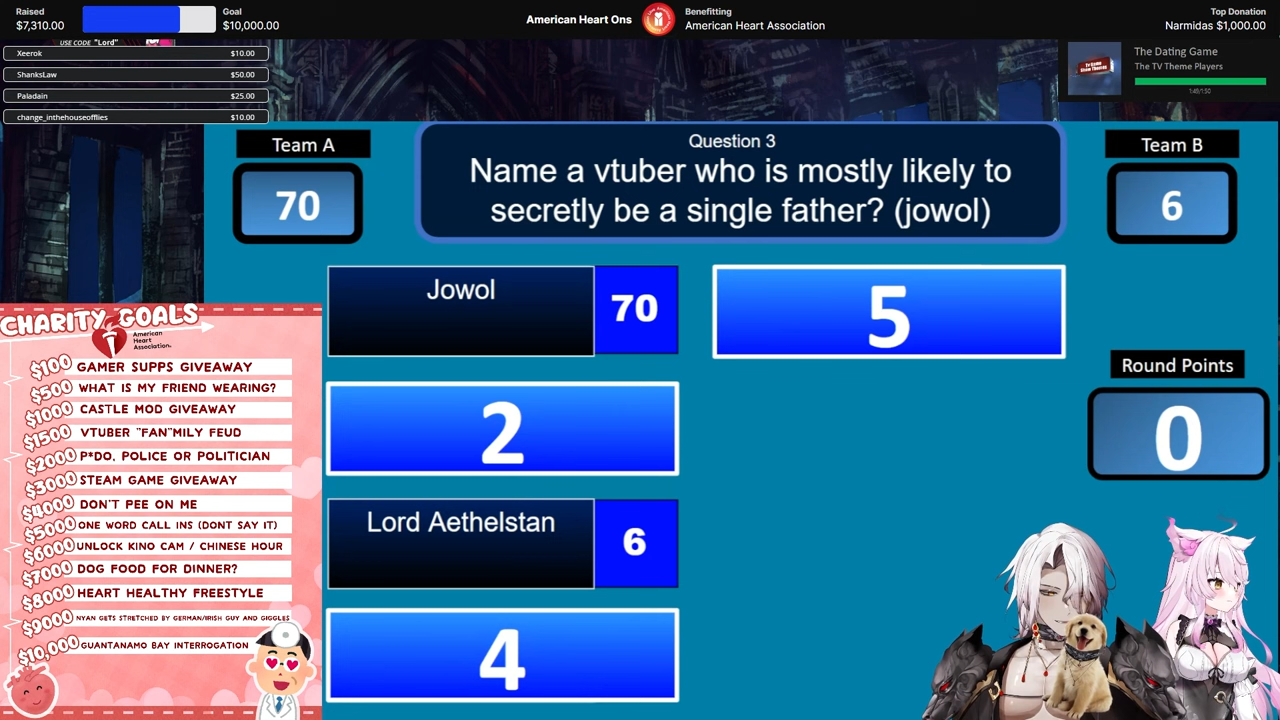 Raised
$7,310.00
Goal
$10,000.00
American Heart Ons
Benefitting
American Heart Association
Top Donation
Narmidas $1,000.00
USE CODE "Lord"
Xeerok $10.00
ShanksLaw $50.00
Paladain $25.00
change_inthehouseofflies $10.00
The Dating Game
The TV Theme Players
1:49/1:50
Team A
70
Question 3
Name a vtuber who is mostly likely to
secretly be a single father? (jowol)
Team B
6
Jowol 70
5
2
Lord Aethelstan 6
4
Round Points
0
CHARITY GOALS
American
Heart
Association.
$100 GAMER SUPPS GIVEAWAY
$500 WHAT IS MY FRIEND WEARING?
$1000 CASTLE MOD GIVEAWAY
$1500 VTUBER "FAN"MILY FEUD
$2000 P*DO, POLICE OR POLITICIAN
$3000 STEAM GAME GIVEAWAY
$4000 DON'T PEE ON ME
$5000 ONE WORD CALL INS (DONT SAY IT)
$6000 UNLOCK KINO CAM / CHINESE HOUR
$7000 DOG FOOD FOR DINNER?
$8000 HEART HEALTHY FREESTYLE
$9000 NYAN GETS STRETCHED BY GERMAN/IRISH GUY AND GIGGLES
$10,000 GUANTANAMO BAY INTERROGATION